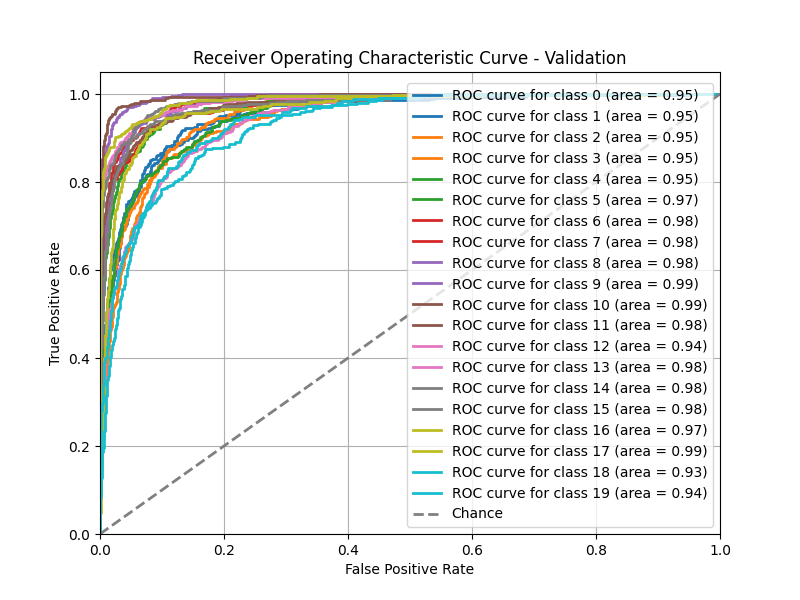 Receiver Operating Characteristic Curve - Validation
True Positive Rate
1.0
0.8
0.6
0.4
0.2
0.0
ROC curve for class 0 (area = 0.95)
ROC curve for class 1 (area = 0.95)
ROC curve for class 2 (area = 0.95)
ROC curve for class 3 (area = 0.95)
ROC curve for class 4 (area = 0.95)
ROC curve for class 5 (area = 0.97)
ROC curve for class 6 (area = 0.98)
ROC curve for class 7 (area = 0.98)
ROC curve for class 8 (area = 0.98)
ROC curve for class 9 (area = 0.99)
ROC curve for class 10 (area = 0.99)
ROC curve for class 11 (area = 0.98)
ROC curve for class 12 (area = 0.94)
ROC curve for class 13 (area = 0.98)
ROC curve for class 14 (area = 0.98)
ROC curve for class 15 (area = 0.98)
ROC curve for class 16 (area = 0.97)
ROC curve for class 17 (area = 0.99)
ROC curve for class 18 (area = 0.93)
ROC curve for class 19 (area = 0.94)
Chance
0.0 0.2 0.4 0.6 0.8 1.0
False Positive Rate